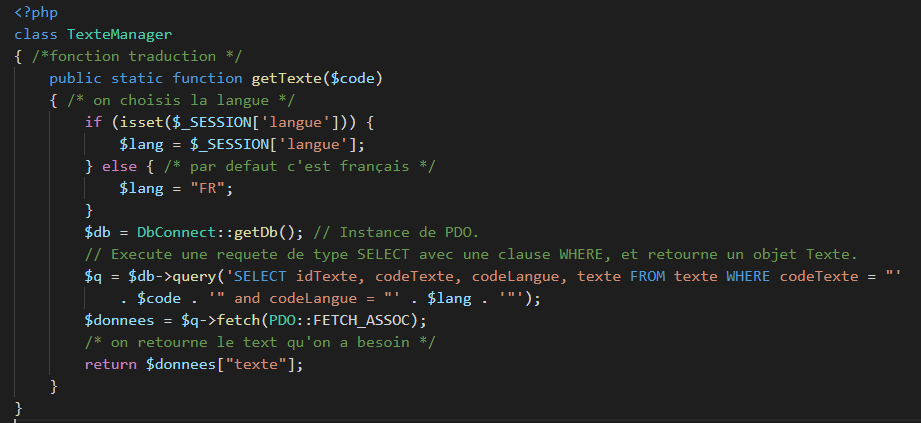 <?php
class TexteManager
{ /*fonction traduction */
public static function getTexte($code)
{ /* on choisis la langue */
if (isset($_SESSION['langue'])) {
$lang = $_SESSION['langue'];
} else { /* par defaut c'est français */
$lang = "FR";
}
$db = DbConnect::getDb(); // Instance de PDO.
// Execute une requete de type SELECT avec une clause WHERE, et retourne un objet Texte.
$q = $db->query('SELECT idTexte, codeTexte, codeLangue, texte FROM texte WHERE codeTexte = "'
. $code . '" and codeLangue = "' . $lang . '"');
$donnees = $q->fetch(PDO::FETCH_ASSOC);
/* on retourne le text qu'on a besoin */
return $donnees["texte"];
}
}